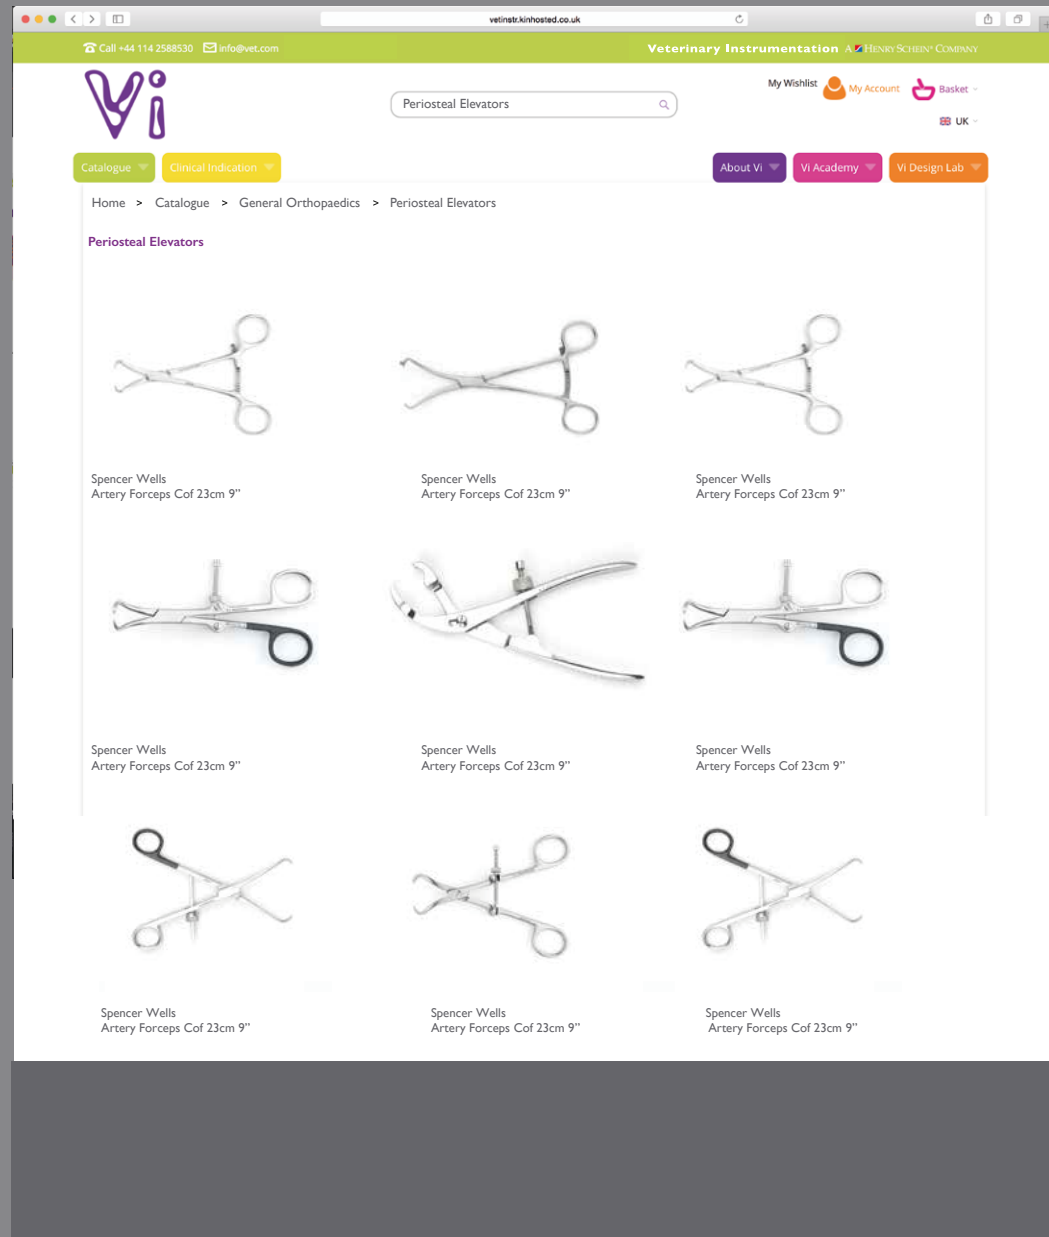 vetinstr.kinhosted.co.uk
Call +44 114 2588530 info@vet.com
Veterinary Instrumentation A HENRY SCHEIN® COMPANY
Vi
Periosteal Elevators
My Wishlist My Account Basket
UK
Catalogue Clinical Indication About Vi Vi Academy Vi Design Lab
Home > Catalogue > General Orthopaedics > Periosteal Elevators
Periosteal Elevators
Spencer Wells
Artery Forceps Cof 23cm 9”
Spencer Wells
Artery Forceps Cof 23cm 9”
Spencer Wells
Artery Forceps Cof 23cm 9”
Spencer Wells
Artery Forceps Cof 23cm 9”
Spencer Wells
Artery Forceps Cof 23cm 9”
Spencer Wells
Artery Forceps Cof 23cm 9”
Spencer Wells
Artery Forceps Cof 23cm 9”
Spencer Wells
Artery Forceps Cof 23cm 9”
Spencer Wells
Artery Forceps Cof 23cm 9”